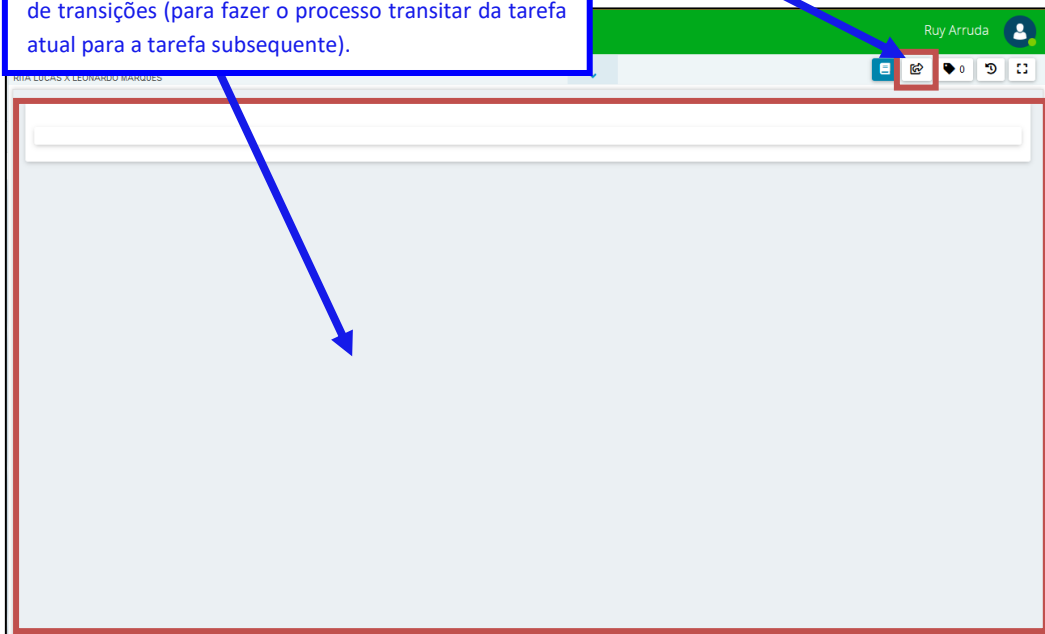 de transições (para fazer o processo transitar da tarefa
atual para a tarefa subsequente).
Ruy Arruda
RITA LUCAS X LEONARDO MARQUES
0